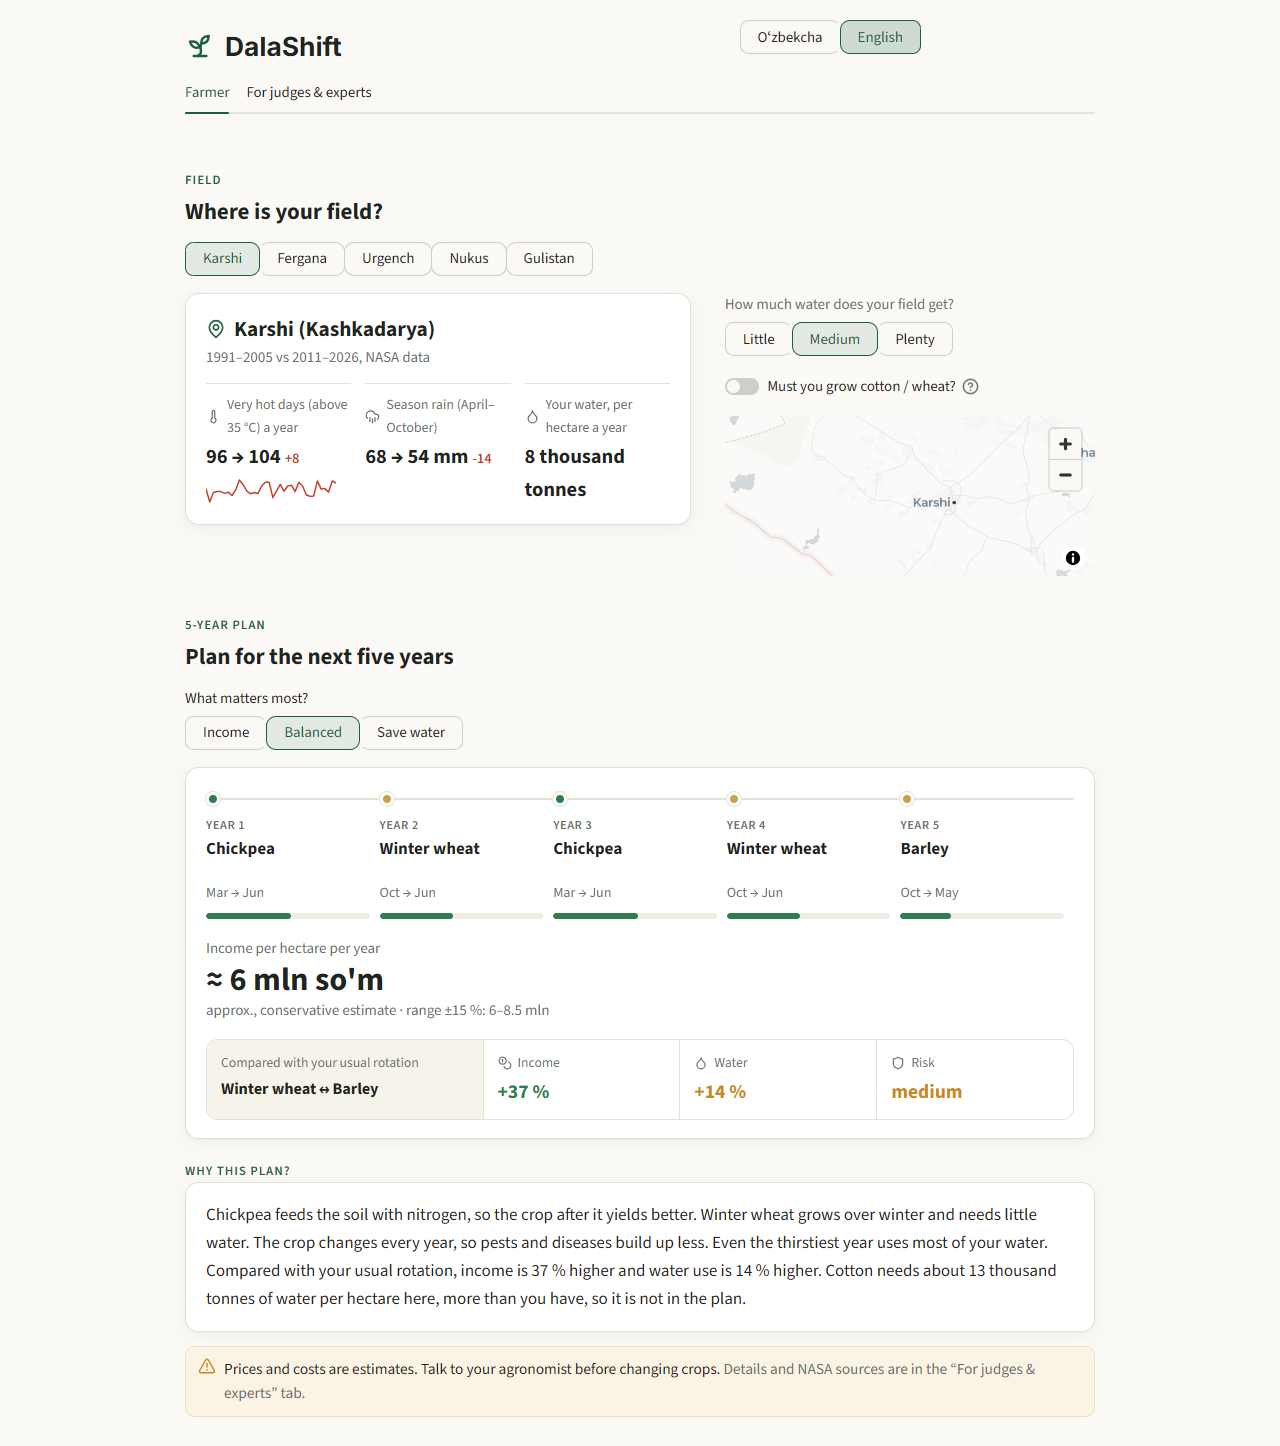 DalaShift
Oʻzbekcha
English
Farmer
For judges & experts
FIELD
Where is your field?
Karshi
Fergana
Urgench
Nukus
Gulistan
Karshi (Kashkadarya)
1991–2005 vs 2011–2026, NASA data
Very hot days (above
35 °C) a year
96 → 104 +8
Season rain (April–
October)
68 → 54 mm -14
Your water, per
hectare a year
8 thousand
tonnes
How much water does your field get?
Little
Medium
Plenty
Must you grow cotton / wheat?
Karshi
ha
5-YEAR PLAN
Plan for the next five years
What matters most?
Income
Balanced
Save water
YEAR 1
Chickpea
Mar → Jun
YEAR 2
Winter wheat
Oct → Jun
YEAR 3
Chickpea
Mar → Jun
YEAR 4
Winter wheat
Oct → Jun
YEAR 5
Barley
Oct → May
Income per hectare per year
≈ 6 mln so'm
approx., conservative estimate · range ±15 %: 6–8.5 mln
Compared with your usual rotation
Winter wheat ↔ Barley
Income
+37 %
Water
+14 %
Risk
medium
WHY THIS PLAN?
Chickpea feeds the soil with nitrogen, so the crop after it yields better. Winter wheat grows over winter and needs little
water. The crop changes every year, so pests and diseases build up less. Even the thirstiest year uses most of your water.
Compared with your usual rotation, income is 37 % higher and water use is 14 % higher. Cotton needs about 13 thousand
tonnes of water per hectare here, more than you have, so it is not in the plan.
Prices and costs are estimates. Talk to your agronomist before changing crops. Details and NASA sources are in the “For judges &
experts” tab.